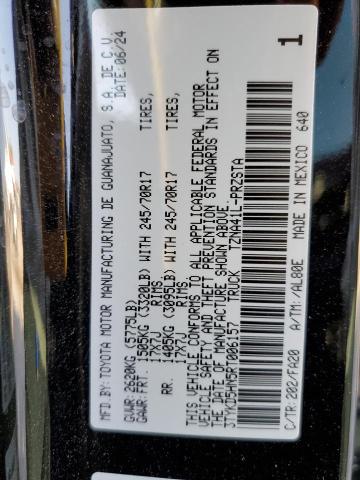 MFD. BY: TOYOTA MOTOR MANUFACTURING DE GUANAJUATO, S.A. DE C.V.
DATE: 06/24
GVWR: 2620KG (5775LB)
GAWR: FRT. 1505KG (3320LB) WITH 245/70R17 TIRES,
17X7J RIMS
RR. 1405KG (3095LB) WITH 245/70R17 TIRES,
17X7J RIMS
THIS VEHICLE CONFORMS TO ALL APPLICABLE FEDERAL MOTOR
VEHICLE SAFETY AND THEFT PREVENTION STANDARDS IN EFFECT ON
THE DATE OF MANUFACTURE SHOWN ABOVE.
3TYKD5HN5RT006157 TRUCK TZNA41L-PRZSTA
C/TR: 202/FA20 A/TM: /AL80E MADE IN MEXICO 640
1